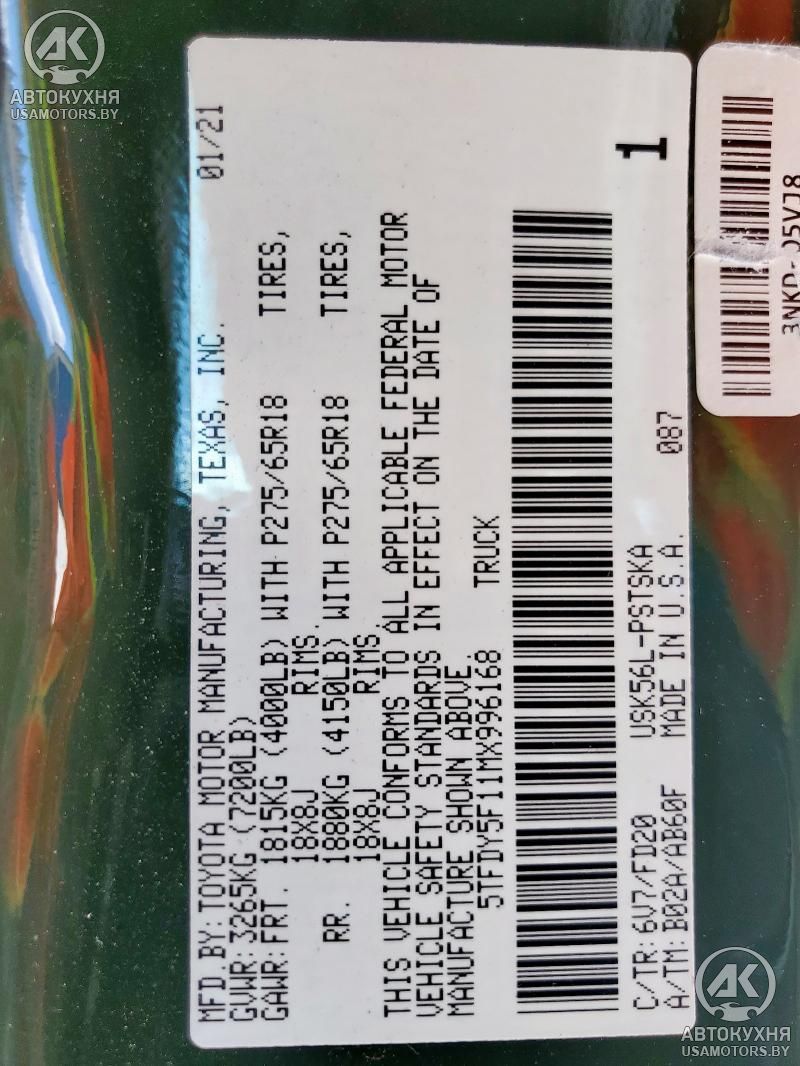 AK
АВТОКУХНЯ
USAMOTORS.BY
MFD.BY: TOYOTA MOTOR MANUFACTURING, TEXAS, INC. 01/21
GVWR: 3265KG (7200LB)
GAWR: FRT. 1815KG (4000LB) WITH P275/65R18 TIRES,
18X8J RIMS.
RR. 1880KG (4150LB) WITH P275/65R18 TIRES,
18X8J RIMS.
THIS VEHICLE CONFORMS TO ALL APPLICABLE FEDERAL MOTOR
VEHICLE SAFETY STANDARDS IN EFFECT ON THE DATE OF
MANUFACTURE SHOWN ABOVE.
5TFDY5F11MX996168 TRUCK
1
C/TR: 6V7/FD20 USK56L-PSTSKA 087
A/TM: B02A/AB60F MADE IN U.S.A.
AK
АВТОКУХНЯ
USAMOTORS.BY